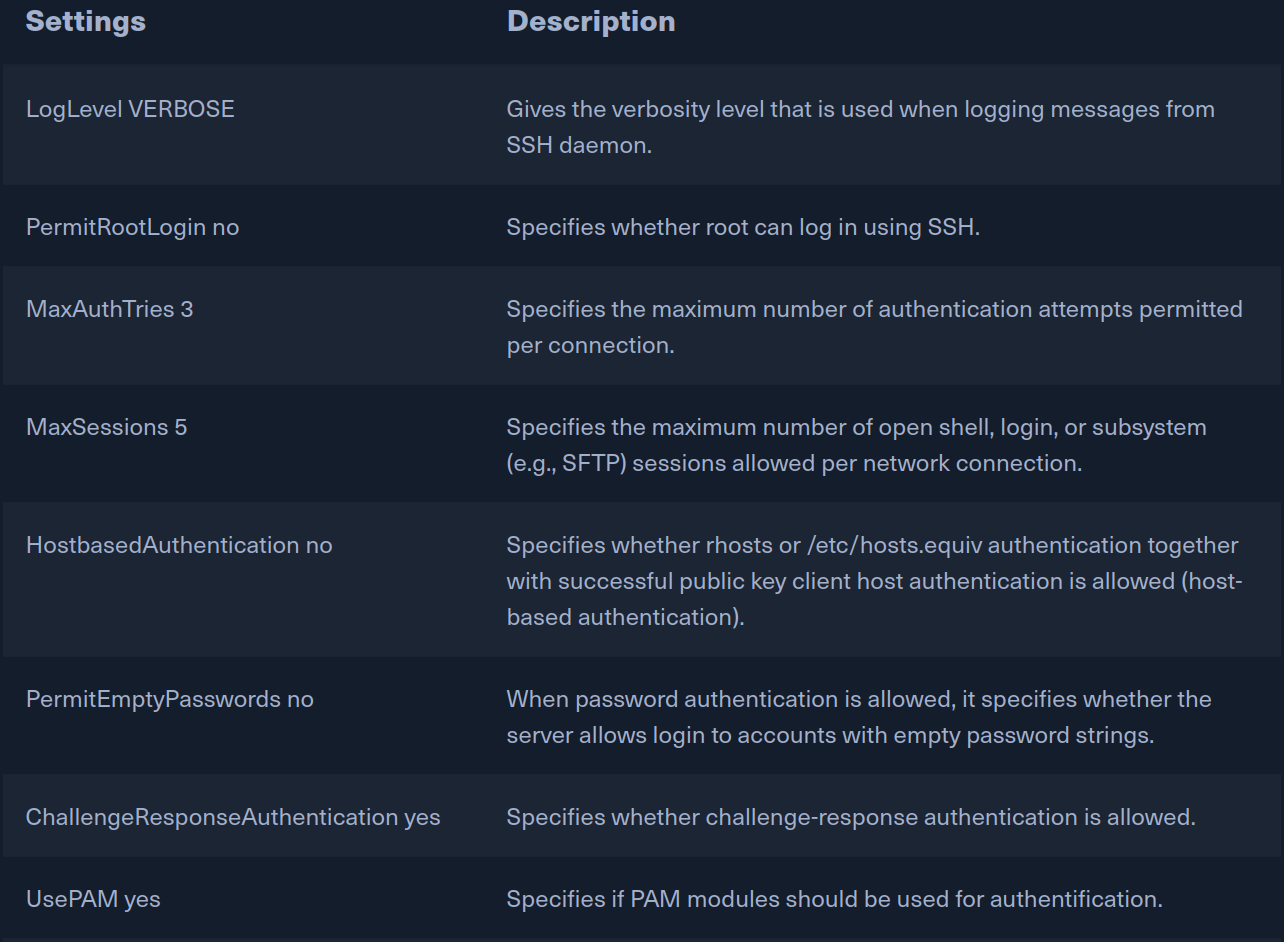 Settings Description
LogLevel VERBOSE Gives the verbosity level that is used when logging messages from
SSH daemon.
PermitRootLogin no Specifies whether root can log in using SSH.
MaxAuthTries 3 Specifies the maximum number of authentication attempts permitted
per connection.
MaxSessions 5 Specifies the maximum number of open shell, login, or subsystem
(e.g., SFTP) sessions allowed per network connection.
HostbasedAuthentication no Specifies whether rhosts or /etc/hosts.equiv authentication together
with successful public key client host authentication is allowed (host-
based authentication).
PermitEmptyPasswords no When password authentication is allowed, it specifies whether the
server allows login to accounts with empty password strings.
ChallengeResponseAuthentication yes Specifies whether challenge-response authentication is allowed.
UsePAM yes Specifies if PAM modules should be used for authentification.